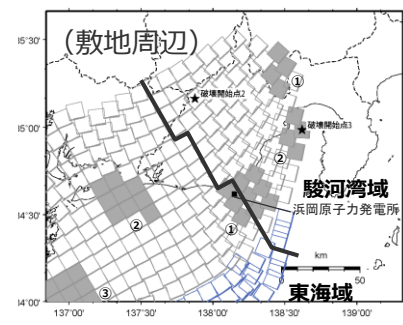 (敷地周辺)
35˚30'
①
破壊開始点2
破壊開始点3
35˚00'
②
駿河湾域
浜岡原子力発電所
34˚30'
②
①
km
0
50
③
東海域
34˚00'
137˚00'
137˚30'
138˚00'
138˚30'
139˚00'